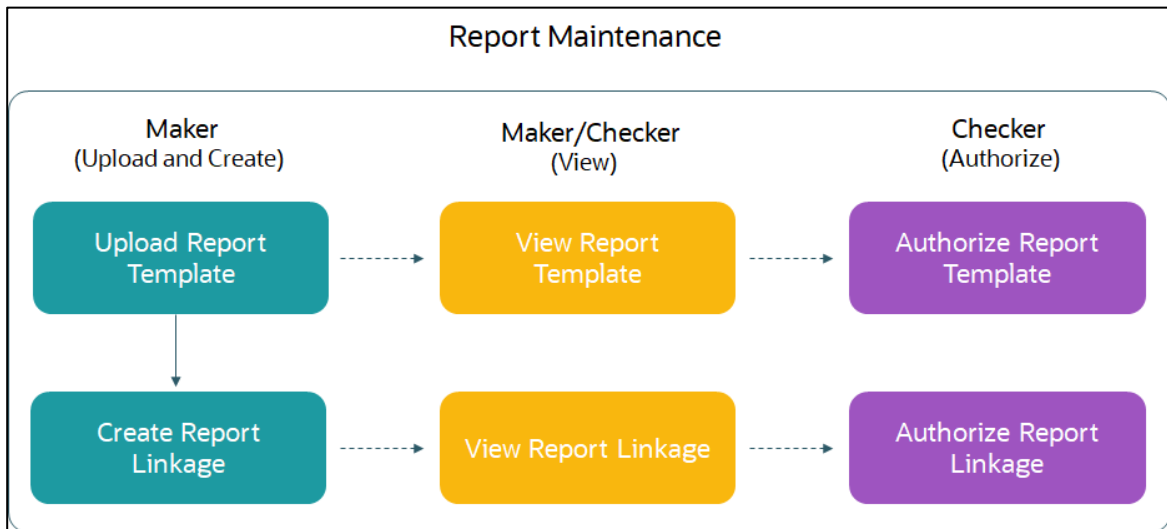 Report Maintenance
Maker
(Upload and Create)
Maker/Checker
(View)
Checker
(Authorize)
Upload Report
Template
View Report
Template
Authorize Report
Template
Create Report
Linkage
View Report Linkage
Authorize Report
Linkage